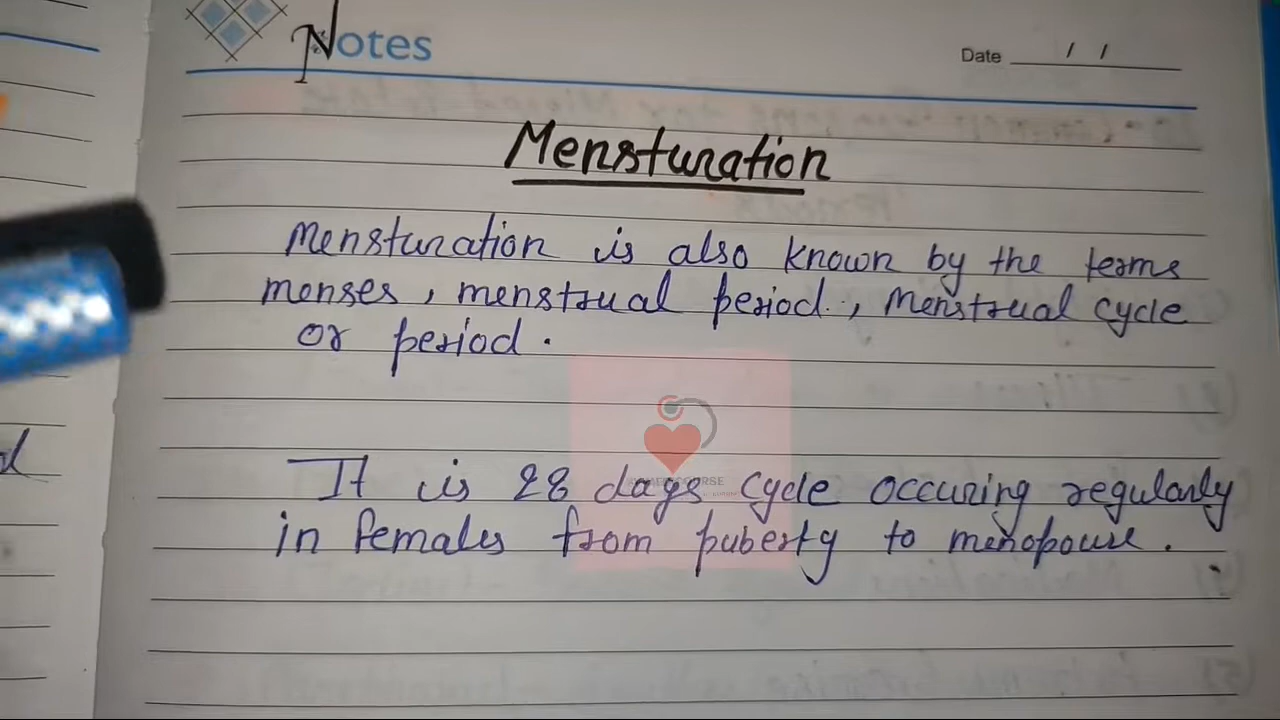 Notes
Date / /
Mensturation
Mensturation is also known by the terms
menses, menstrual period., Menstrual cycle
or period.
It is 28 days cycle occuring regularly
in females from puberty to menopause.